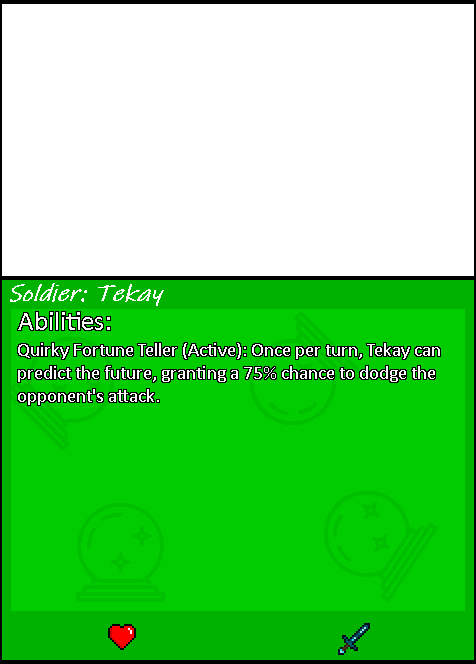 Soldier: Tekay
Abilities:
Quirky Fortune Teller (Active): Once per turn, Tekay can
predict the future, granting a 75% chance to dodge the
opponent's attack.